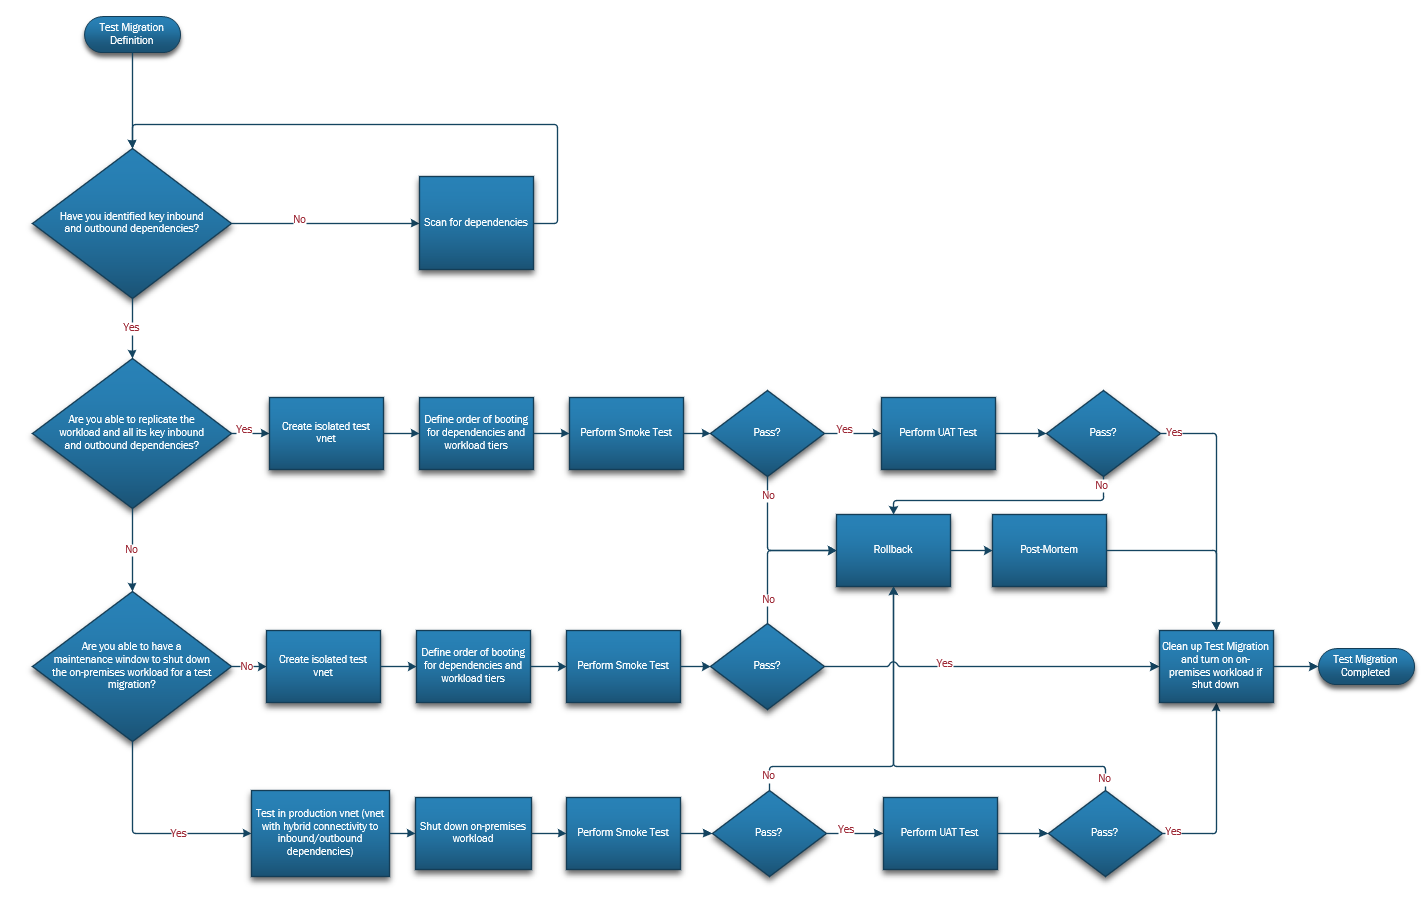 Test Migration
Definition
Have you identified key inbound
and outbound dependencies?
No
Scan for dependencies
Yes
Are you able to replicate the
workload and all its key inbound
and outbound dependencies?
Yes
Create isolated test
vnet
Define order of booting
for dependencies and
workload tiers
Perform Smoke Test
Pass?
Yes
Perform UAT Test
Pass?
Yes
No
No
Rollback
Post-Mortem
No
No
Are you able to have a
maintenance window to shut down
the on-premises workload for a test
migration?
No
Create isolated test
vnet
Define order of booting
for dependencies and
workload tiers
Perform Smoke Test
Pass?
Yes
Clean up Test Migration
and turn on on-
premises workload if
shut down
Test Migration
Completed
No
No
Yes
Test in production vnet (vnet
with hybrid connectivity to
inbound/outbound
dependencies)
Shut down on-premises
workload
Perform Smoke Test
Pass?
Yes
Perform UAT Test
Pass?
Yes